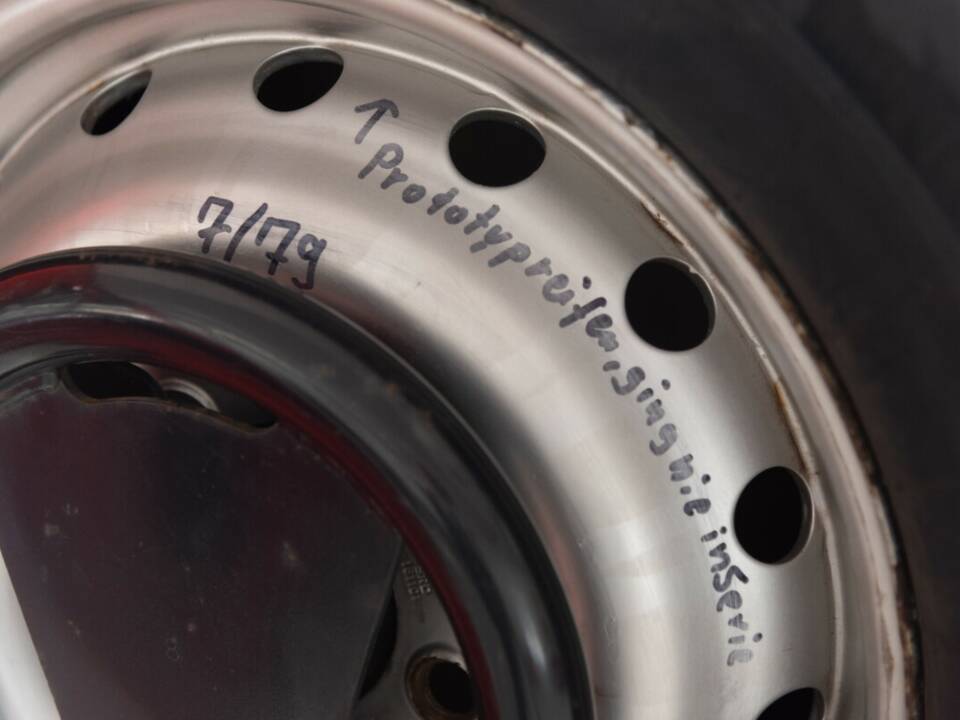 ↑ Prototypreifen, ging nie in Serie
7/79